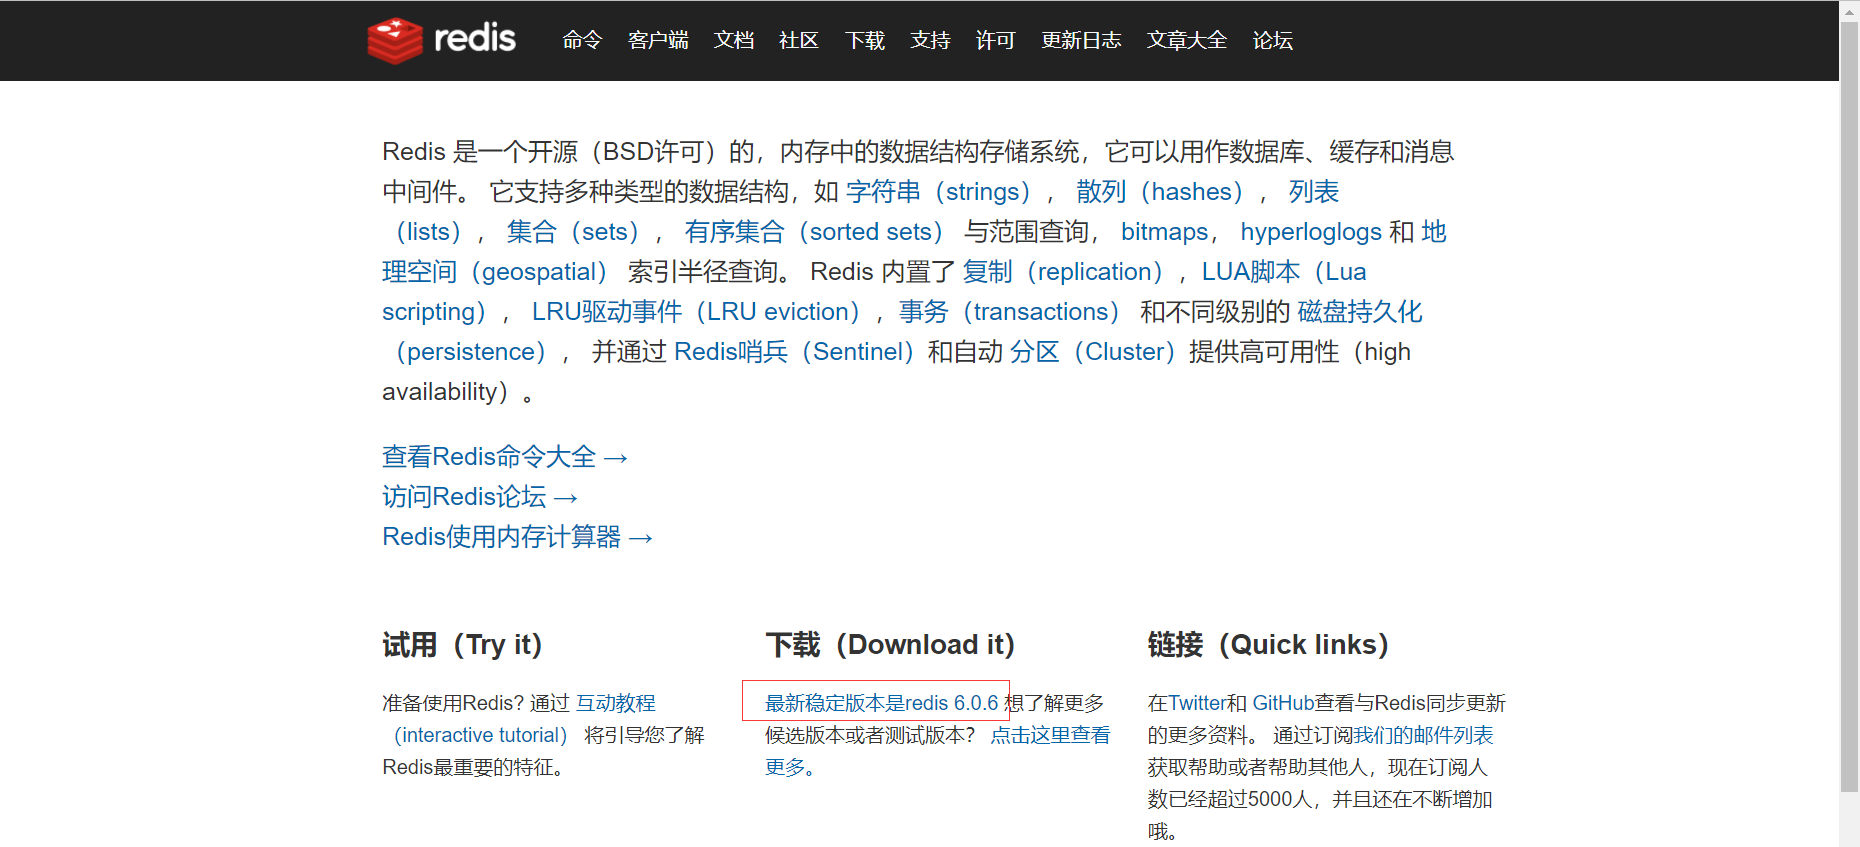 redis 命令 客户端 文档 社区 下载 支持 许可 更新日志 文章大全 论坛
Redis 是一个开源（BSD许可）的，内存中的数据结构存储系统，它可以用作数据库、缓存和消息
中间件。 它支持多种类型的数据结构，如 字符串（strings）， 散列（hashes）， 列表
（lists）， 集合（sets）， 有序集合（sorted sets） 与范围查询， bitmaps， hyperloglogs 和 地
理空间（geospatial） 索引半径查询。 Redis 内置了 复制（replication），LUA脚本（Lua
scripting）， LRU驱动事件（LRU eviction），事务（transactions） 和不同级别的 磁盘持久化
（persistence）， 并通过 Redis哨兵（Sentinel）和自动 分区（Cluster）提供高可用性（high
availability）。
查看Redis命令大全 →
访问Redis论坛 →
Redis使用内存计算器 →
试用（Try it）
准备使用Redis? 通过 互动教程
（interactive tutorial） 将引导您了解
Redis最重要的特征。
下载（Download it）
最新稳定版本是redis 6.0.6 想了解更多
候选版本或者测试版本？ 点击这里查看
更多。
链接（Quick links）
在Twitter和 GitHub查看与Redis同步更新
的更多资料。 通过订阅我们的邮件列表
获取帮助或者帮助其他人，现在订阅人
数已经超过5000人，并且还在不断增加
哦。